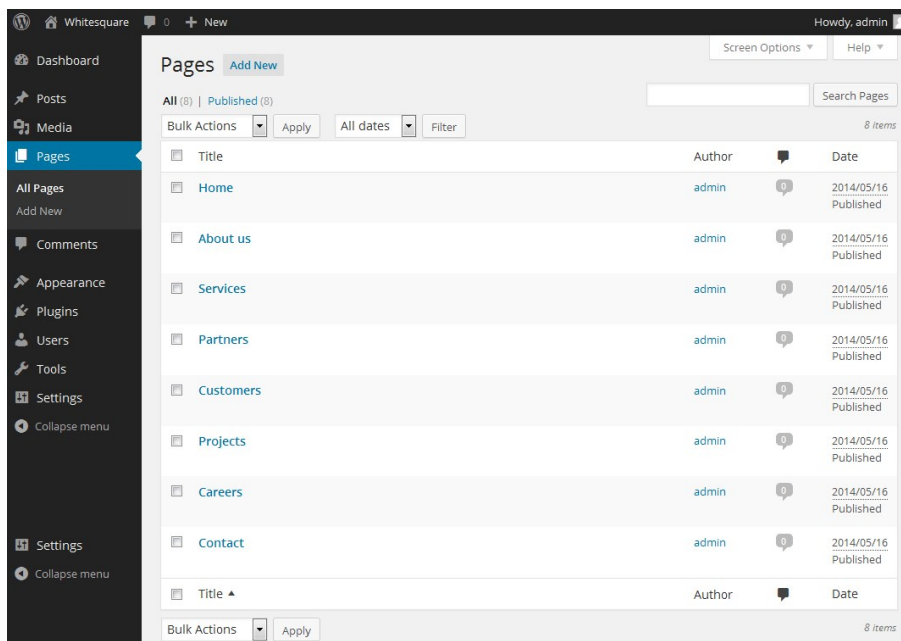 Whitesquare 0 + New Howdy, admin
Dashboard
Posts
Media
Pages
All Pages
Add New
Comments
Appearance
Plugins
Users
Tools
Settings
Collapse menu
Settings
Collapse menu
Screen Options Help
Pages Add New
All (8) | Published (8)
Search Pages
Bulk Actions Apply All dates Filter 8 items
Title Author Date
Home admin 0 2014/05/16
Published
About us admin 0 2014/05/16
Published
Services admin 0 2014/05/16
Published
Partners admin 0 2014/05/16
Published
Customers admin 0 2014/05/16
Published
Projects admin 0 2014/05/16
Published
Careers admin 0 2014/05/16
Published
Contact admin 0 2014/05/16
Published
Title Author Date
Bulk Actions Apply 8 items